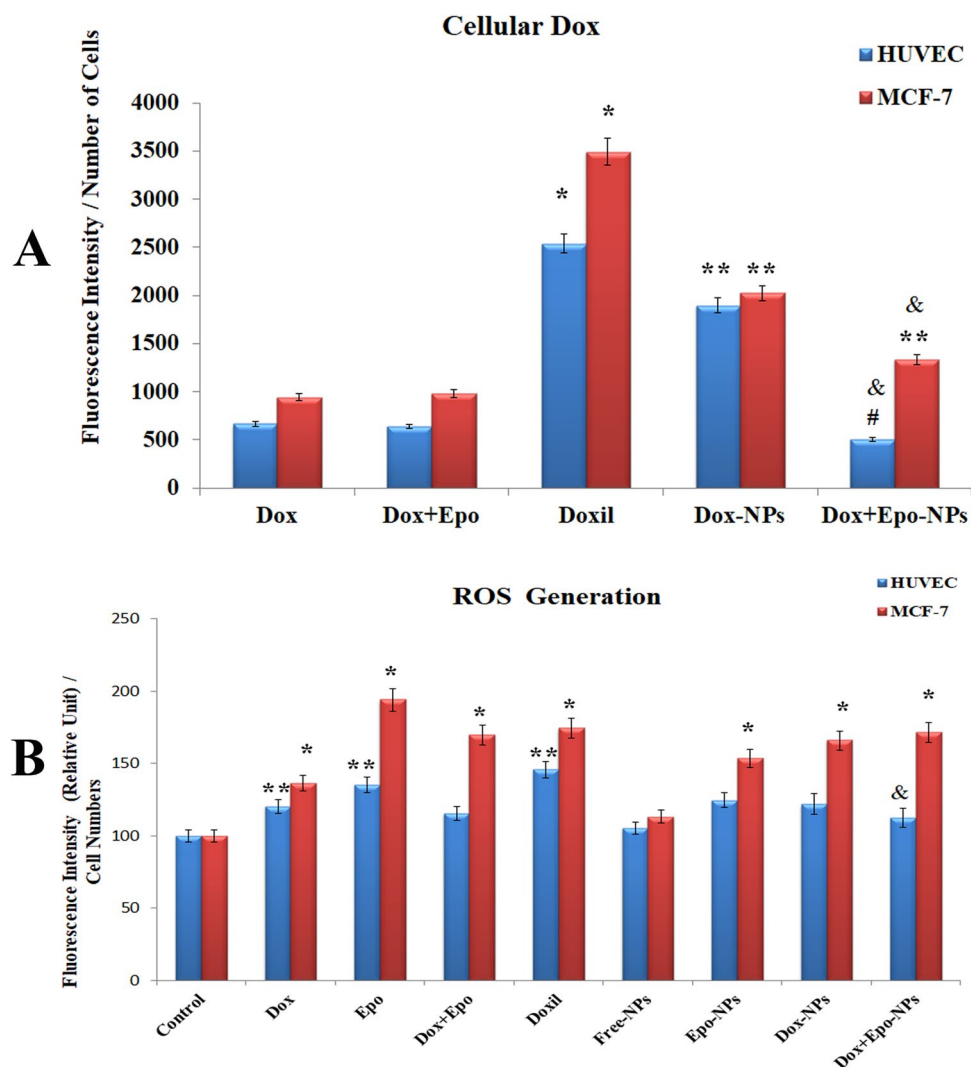 Cellular Dox
HUVEC
MCF-7
Fluorescence Intensity / Number of Cells
4000
3500
3000
2500
2000
1500
1000
500
0
A
*
*
** **
&
**
&
#
Dox Dox+Epo Doxil Dox-NPs Dox+Epo-NPs
ROS Generation
HUVEC
MCF-7
Fluorescence Intensity (Relative Unit) /
Cell Numbers
250
200
150
100
50
0
B
** *
** *
*
** *
*
*
& *
Control Dox Epo Dox+Epo Doxil Free-NPs Epo-NPs Dox-NPs Dox+Epo-NPs